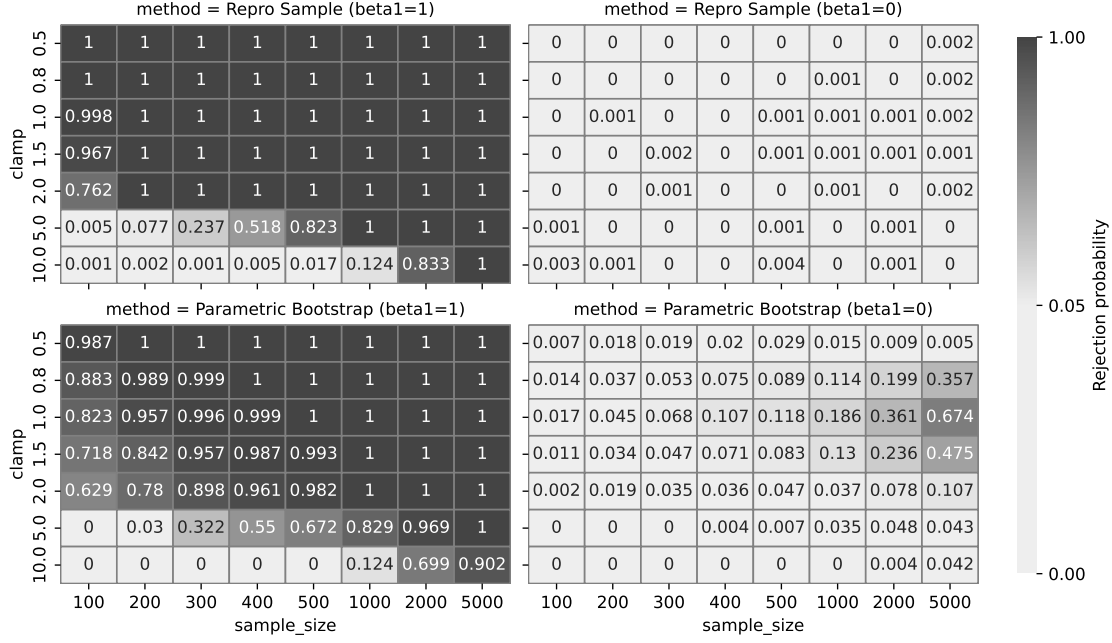 method = Repro Sample (beta1=1) method = Repro Sample (beta1=0)
0.5 1 1 1 1 1 1 1 1 0 0 0 0 0 0 0 0.002 1.00
0.8 1 1 1 1 1 1 1 1 0 0 0 0 0 0.001 0 0.002
1.0 0.998 1 1 1 1 1 1 1 0 0.001 0 0 0.001 0.001 0.001 0.002
1.5 0.967 1 1 1 1 1 1 1 0 0 0.002 0 0.001 0.001 0.001 0.001
2.0 0.762 1 1 1 1 1 1 1 0 0 0.001 0 0 0.001 0 0.002
5.0 0.005 0.077 0.237 0.518 0.823 1 1 1 0.001 0 0 0 0.001 0 0.001 0
10.0 0.001 0.002 0.001 0.005 0.017 0.124 0.833 1 0.003 0.001 0 0 0.004 0 0.001 0
clamp
method = Parametric Bootstrap (beta1=1) method = Parametric Bootstrap (beta1=0)
0.05
0.5 0.987 1 1 1 1 1 1 1 0.007 0.018 0.019 0.02 0.029 0.015 0.009 0.005
0.8 0.883 0.989 0.999 1 1 1 1 1 0.014 0.037 0.053 0.075 0.089 0.114 0.199 0.357
1.0 0.823 0.957 0.996 0.999 1 1 1 1 0.017 0.045 0.068 0.107 0.118 0.186 0.361 0.674
1.5 0.718 0.842 0.957 0.987 0.993 1 1 1 0.011 0.034 0.047 0.071 0.083 0.13 0.236 0.475
2.0 0.629 0.78 0.898 0.961 0.982 1 1 1 0.002 0.019 0.035 0.036 0.047 0.037 0.078 0.107
5.0 0 0.03 0.322 0.55 0.672 0.829 0.969 1 0 0 0 0.004 0.007 0.035 0.048 0.043
10.0 0 0 0 0 0 0.124 0.699 0.902 0 0 0 0 0 0 0.004 0.042
clamp
100 200 300 400 500 1000 2000 5000 100 200 300 400 500 1000 2000 5000 0.00
sample_size sample_size
Rejection probability